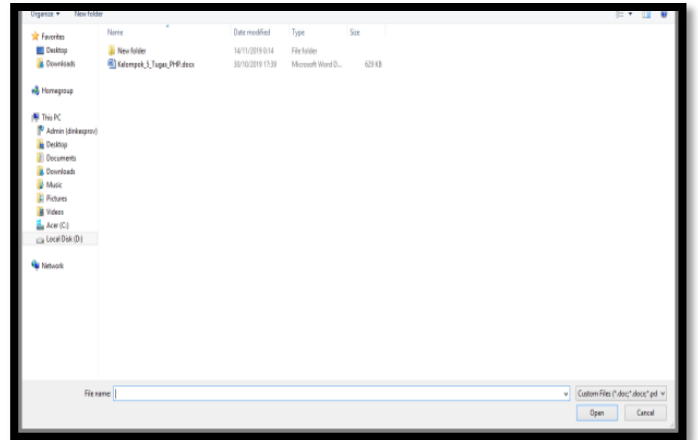 Organize New folder
Name Date modified Type Size
Favorites
Desktop
Downloads
New folder 14/11/2019 0:14 File folder
Kelompok_5_Tugas_PHP.docx 30/10/2019 17:39 Microsoft Word D... 629 KB
Homegroup
This PC
Admin (dinkesprov)
Desktop
Documents
Downloads
Music
Pictures
Videos
Acer (C:)
Local Disk (D:)
Network
File name: Custom Files (*.doc;*.docx;*.pd
Open Cancel